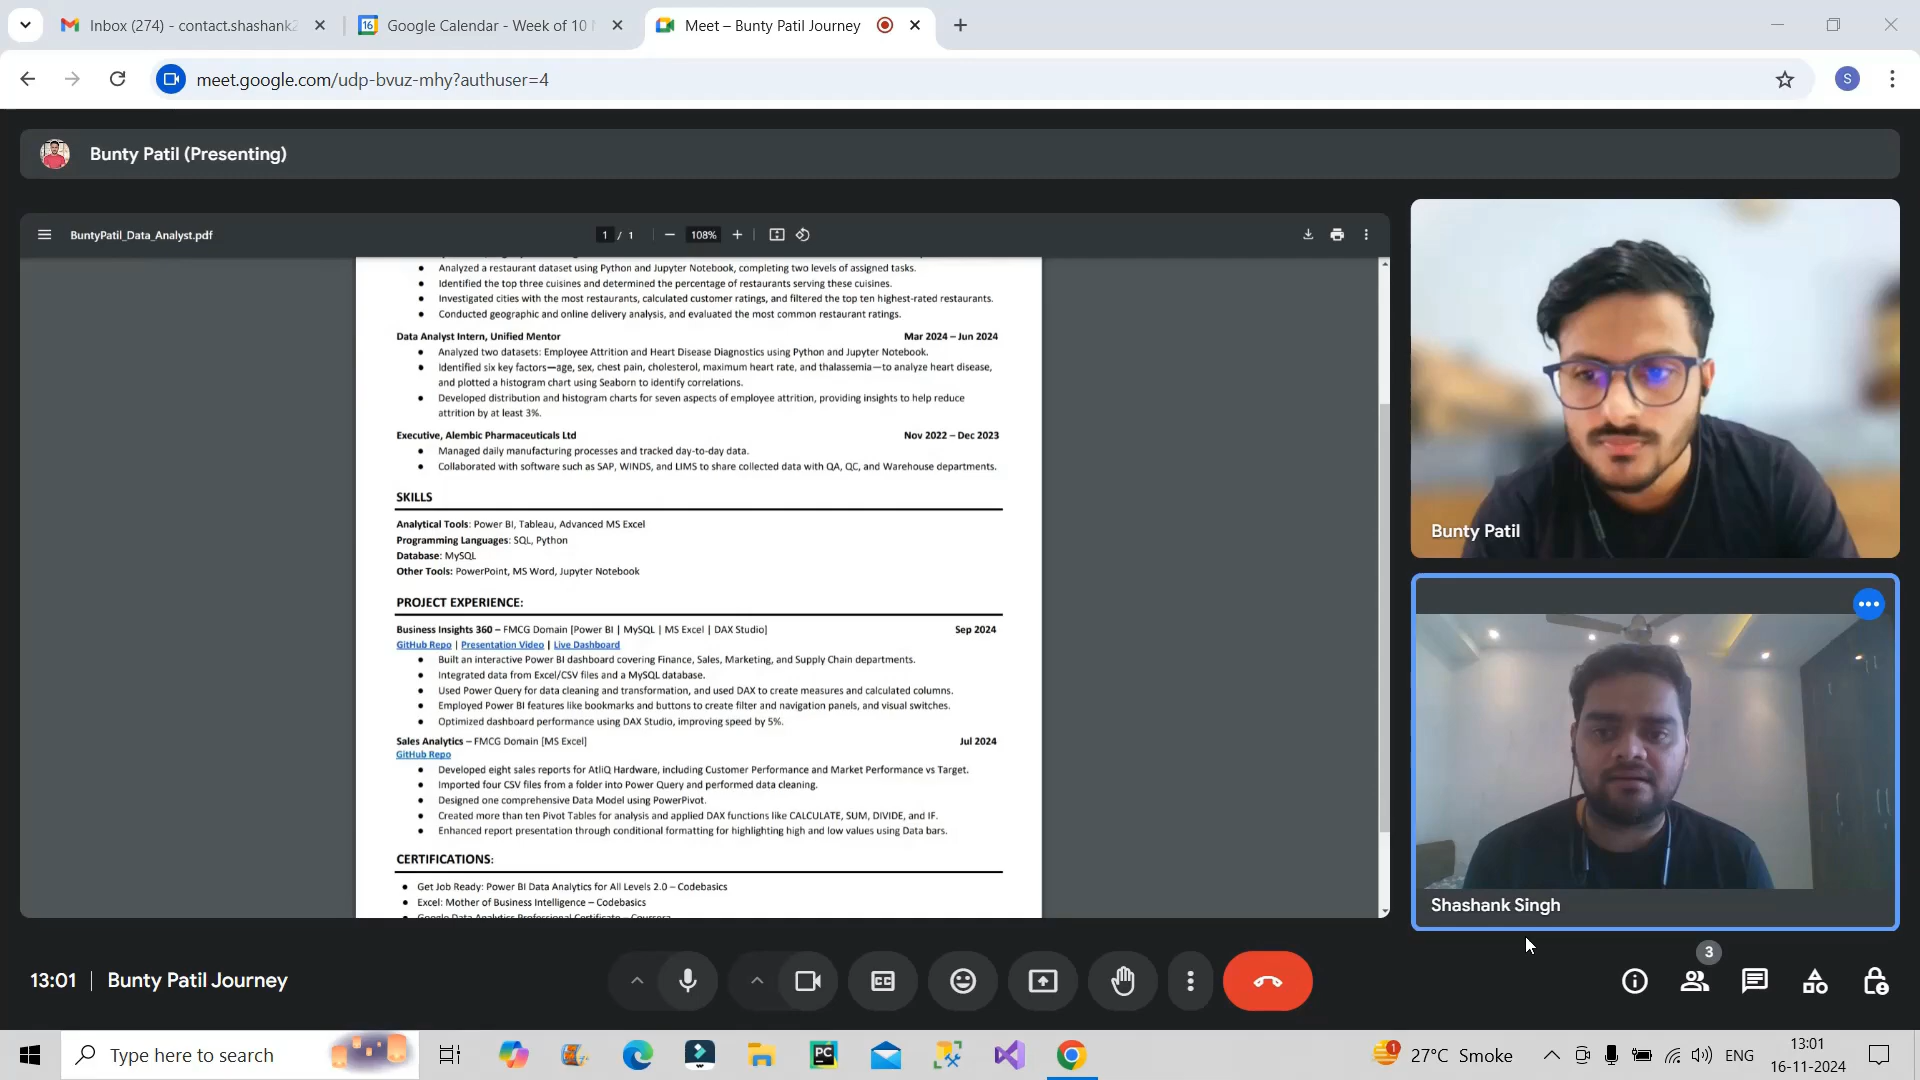 Inbox (274) - contact.shashank2
16
Google Calendar - Week of 10
Meet – Bunty Patil Journey
meet.google.com/udp-bvuz-mhy?authuser=4
S
Bunty Patil (Presenting)
BuntyPatil_Data_Analyst.pdf
1 / 1
108%
Analyzed a restaurant dataset using Python and Jupyter Notebook, completing two levels of assigned tasks.
Identified the top three cuisines and determined the percentage of restaurants serving these cuisines.
Investigated cities with the most restaurants, calculated customer ratings, and filtered the top ten highest-rated restaurants.
Conducted geographic and online delivery analysis, and evaluated the most common restaurant ratings.
Data Analyst Intern, Unified Mentor Mar 2024 – Jun 2024
Analyzed two datasets: Employee Attrition and Heart Disease Diagnostics using Python and Jupyter Notebook.
Identified six key factors—age, sex, chest pain, cholesterol, maximum heart rate, and thalassemia—to analyze heart disease,
and plotted a histogram chart using Seaborn to identify correlations.
Developed distribution and histogram charts for seven aspects of employee attrition, providing insights to help reduce
attrition by at least 3%.
Executive, Alembic Pharmaceuticals Ltd Nov 2022 – Dec 2023
Managed daily manufacturing processes and tracked day-to-day data.
Collaborated with software such as SAP, WINDS, and LIMS to share collected data with QA, QC, and Warehouse departments.
SKILLS
Analytical Tools: Power BI, Tableau, Advanced MS Excel
Programming Languages: SQL, Python
Database: MySQL
Other Tools: PowerPoint, MS Word, Jupyter Notebook
PROJECT EXPERIENCE:
Business Insights 360 – FMCG Domain [Power BI | MySQL | MS Excel | DAX Studio] Sep 2024
GitHub Repo | Presentation Video | Live Dashboard
Built an interactive Power BI dashboard covering Finance, Sales, Marketing, and Supply Chain departments.
Integrated data from Excel/CSV files and a MySQL database.
Used Power Query for data cleaning and transformation, and used DAX to create measures and calculated columns.
Employed Power BI features like bookmarks and buttons to create filter and navigation panels, and visual switches.
Optimized dashboard performance using DAX Studio, improving speed by 5%.
Sales Analytics – FMCG Domain [MS Excel] Jul 2024
GitHub Repo
Developed eight sales reports for AtliQ Hardware, including Customer Performance and Market Performance vs Target.
Imported four CSV files from a folder into Power Query and performed data cleaning.
Designed one comprehensive Data Model using PowerPivot.
Created more than ten Pivot Tables for analysis and applied DAX functions like CALCULATE, SUM, DIVIDE, and IF.
Enhanced report presentation through conditional formatting for highlighting high and low values using Data bars.
CERTIFICATIONS:
Get Job Ready: Power BI Data Analytics for All Levels 2.0 – Codebasics
Excel: Mother of Business Intelligence – Codebasics
Google Data Analytics Professional Certificate – Coursera
Bunty Patil
Shashank Singh
13:01 | Bunty Patil Journey
CC
3
Type here to search
PC
1
27°C Smoke
ENG
13:01
16-11-2024